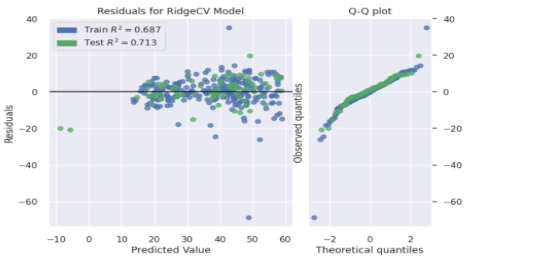 Residuals for RidgeCV Model
Train R² = 0.687
Test R² = 0.713
40
20
0
−20
−40
−60
Residuals
−10 0 10 20 30 40 50 60
Predicted Value
Q-Q plot
Observed quantiles
40
20
0
−20
−40
−60
−2 0 2
Theoretical quantiles